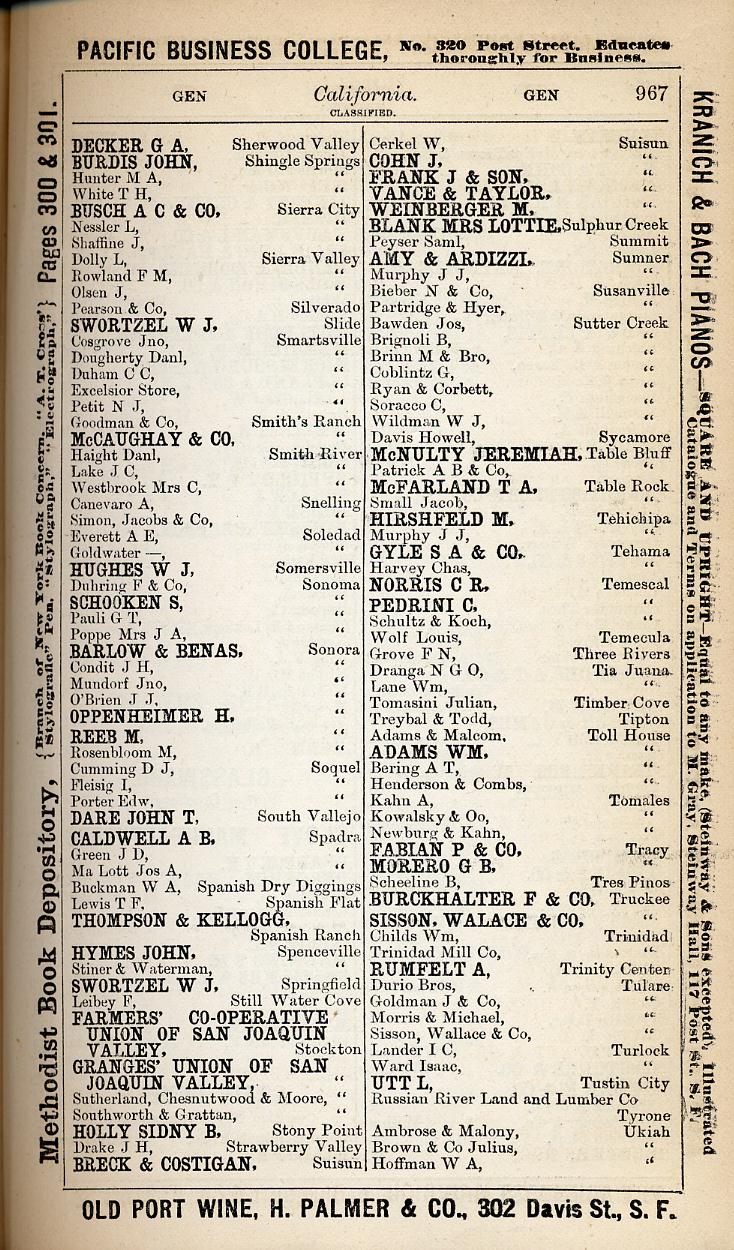 PACIFIC BUSINESS COLLEGE, No. 320 Post Street. Educates
thoroughly for Business.
GEN California. GEN 967
CLASSIFIED.
DECKER G A, Sherwood Valley
BURDIS JOHN, Shingle Springs
Hunter M A, "
White T H, "
BUSCH A C & CO, Sierra City
Nessler L, "
Shaffine J, "
Dolly L, Sierra Valley
Rowland F M, "
Olsen J, "
Pearson & Co, Silverado
SWORTZEL W J, Slide
Cosgrove Jno, Smartsville
Dougherty Danl, "
Duham C C, "
Excelsior Store, "
Petit N J, "
Goodman & Co, Smith's Ranch
McCAUGHAY & CO, "
Haight Danl, Smith River
Lake J C, "
Westbrook Mrs C, "
Canevaro A, Snelling
Simon, Jacobs & Co, "
Everett A E, Soledad
Goldwater —, "
HUGHES W J, Somersville
Duhring F & Co, Sonoma
SCHOOKEN S, "
Pauli G T, "
Poppe Mrs J A, "
BARLOW & BENAS, Sonora
Condit J H, "
Mundorf Jno, "
O'Brien J J, "
OPPENHEIMER H, "
REEB M, "
Rosenbloom M, "
Cumming D J, Soquel
Fleisig I, "
Porter Edw, "
DARE JOHN T, South Vallejo
CALDWELL A B, Spadra
Green J D, "
Ma Lott Jos A, "
Buckman W A, Spanish Dry Diggings
Lewis T F, Spanish Flat
THOMPSON & KELLOGG,
Spanish Ranch
HYMES JOHN, Spenceville
Stiner & Waterman, "
SWORTZEL W J, Springfield
Leibey F, Still Water Cove
FARMERS' CO-OPERATIVE
UNION OF SAN JOAQUIN
VALLEY, Stockton
GRANGES' UNION OF SAN
JOAQUIN VALLEY, "
Sutherland, Chesnutwood & Moore, "
Southworth & Grattan, "
HOLLY SIDNY B, Stony Point
Drake J H, Strawberry Valley
BRECK & COSTIGAN, Suisun
Cerkel W, Suisun
COHN J, "
FRANK J & SON, "
VANCE & TAYLOR, "
WEINBERGER M, "
BLANK MRS LOTTIE, Sulphur Creek
Peyser Saml, Summit
AMY & ARDIZZI, Sumner
Murphy J J, "
Bieber N & Co, Susanville
Partridge & Hyer, "
Bawden Jos, Sutter Creek
Brignoli B, "
Brinn M & Bro, "
Coblintz G, "
Ryan & Corbett, "
Soracco C, "
Wildman W J, "
Davis Howell, Sycamore
McNULTY JEREMIAH, Table Bluff
Patrick A B & Co, "
McFARLAND T A, Table Rock
Small Jacob, "
HIRSHFELD M, Tehichipa
Murphy J J, "
GYLE S A & CO, Tehama
Harvey Chas, "
NORRIS C R, Temescal
PEDRINI C, "
Schultz & Koch, "
Wolf Louis, Temecula
Grove F N, Three Rivers
Dranga N G O, Tia Juana
Lane Wm, "
Tomasini Julian, Timber Cove
Treybal & Todd, Tipton
Adams & Malcom, Toll House
ADAMS WM, "
Bering A T, "
Henderson & Combs, "
Kahn A, Tomales
Kowalsky & Oo, "
Newburg & Kahn, "
FABIAN P & CO, Tracy
MORERO G B, "
Scheeline B, Tres Pinos
BURCKHALTER F & CO, Truckee
SISSON, WALACE & CO, "
Childs Wm, Trinidad
Trinidad Mill Co, "
RUMFELT A, Trinity Center
Durio Bros, Tulare
Goldman J & Co, "
Morris & Michael, "
Sisson, Wallace & Co, "
Lander I C, Turlock
Ward Isaac, "
UTT L, Tustin City
Russian River Land and Lumber Co
Tyrone
Ambrose & Malony, Ukiah
Brown & Co Julius, "
Hoffman W A, "
Methodist Book Depository, { Branch of New York Book Concern, "A. T. Cross'
"Stylografic" Pen. "Stylograph," "Electrograph," } Pages 300 & 301.
KRANICH & BACH PIANOS—SQUARE AND UPRIGHT—Equal to any make, (Steinway & Sons excepted). Illustrated
Catalogue and Terms on application to M. Gray, Steinway Hall, 117 Post St. S. F.
OLD PORT WINE, H. PALMER & CO., 302 Davis St., S. F.